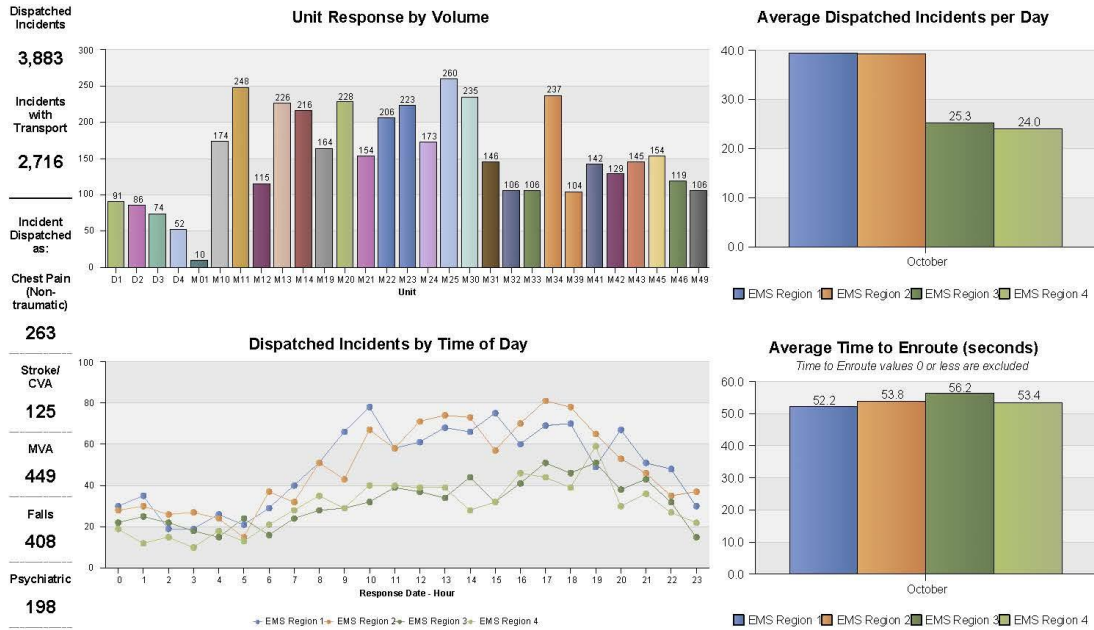 Dispatched
Incidents
3,883
Incidents
with
Transport
2,716
Incident
Dispatched
as:
Chest Pain
(Non-
traumatic)
263
Stroke/
CVA
125
MVA
449
Falls
408
Psychiatric
198
Unit Response by Volume
300
250
200
150
100
50
0
91 86 74 52 10 174 248 115 226 216 164 228 154 206 223 173 260 235 146 106 106 237 104 142 129 145 154 119 106
D1 D2 D3 D4 M01 M10 M11 M12 M13 M14 M19 M20 M21 M22 M23 M24 M25 M30 M31 M32 M33 M34 M39 M41 M42 M43 M45 M46 M49
Unit
Dispatched Incidents by Time of Day
100
80
60
40
20
0
0 1 2 3 4 5 6 7 8 9 10 11 12 13 14 15 16 17 18 19 20 21 22 23
Response Date - Hour
EMS Region 1 EMS Region 2 EMS Region 3 EMS Region 4
Average Dispatched Incidents per Day
40.0
30.0
20.0
10.0
0.0
25.3 24.0
October
EMS Region 1 EMS Region 2 EMS Region 3 EMS Region 4
Average Time to Enroute (seconds)
Time to Enroute values 0 or less are excluded
60.0
50.0
40.0
30.0
20.0
10.0
0.0
52.2 53.8 56.2 53.4
October
EMS Region 1 EMS Region 2 EMS Region 3 EMS Region 4